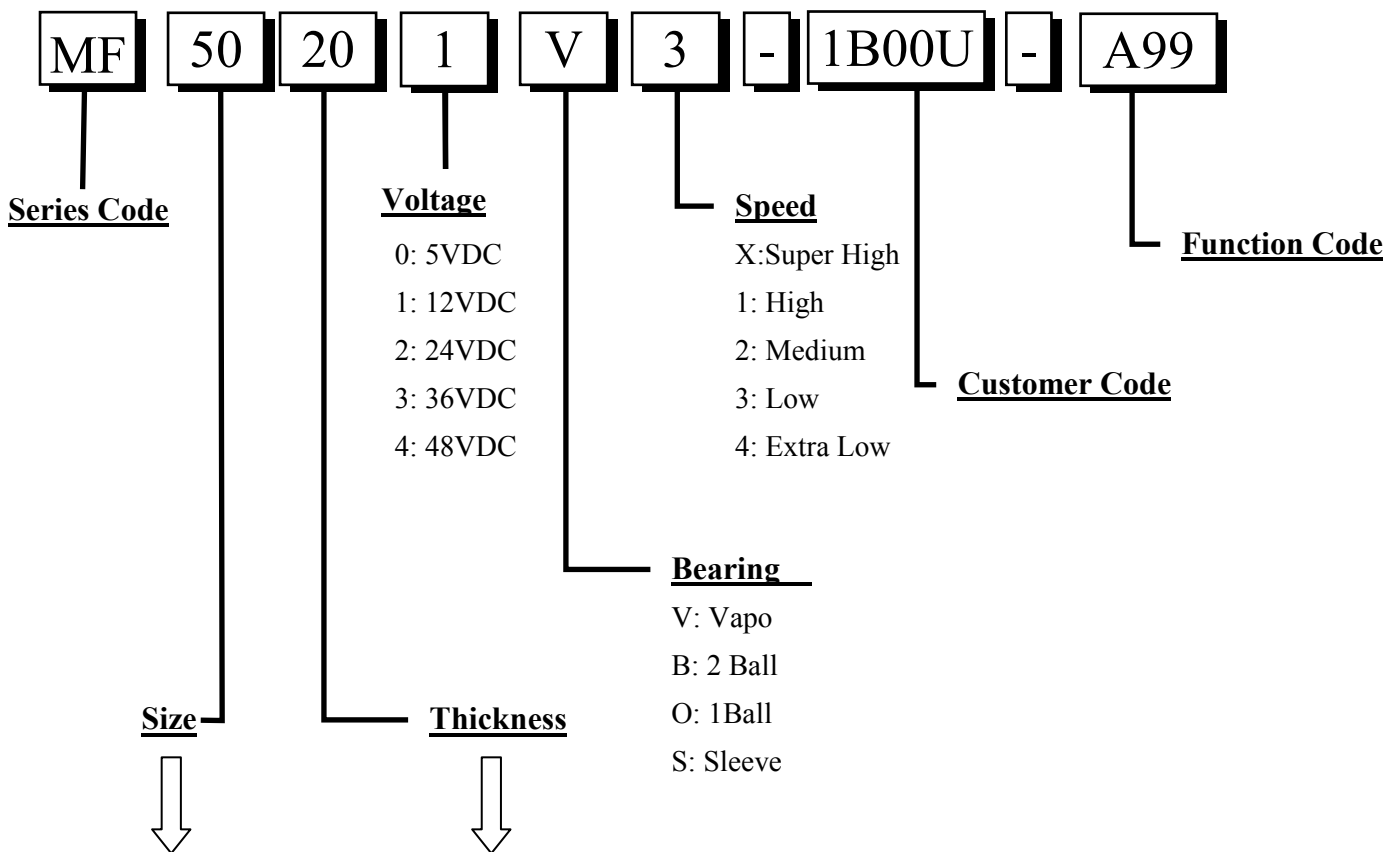 MF 50 20 1 V 3 - 1B00U - A99
Series Code
Voltage
0: 5VDC
1: 12VDC
2: 24VDC
3: 36VDC
4: 48VDC
Speed
X:Super High
1: High
2: Medium
3: Low
4: Extra Low
Function Code
Customer Code
Bearing
V: Vapo
B: 2 Ball
O: 1Ball
S: Sleeve
Size
Thickness